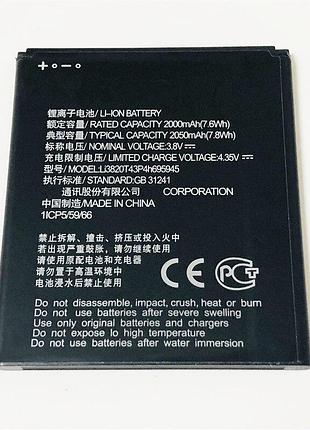 锂离子电池/ LI-ION BATTERY
额定容量/ RATED CAPACITY 2000mAh(7.6Wh)
典型容量/ TYPICAL CAPACITY 2050mAh(7.8Wh)
标称电压/ NOMINAL VOLTAGE:3.8V
充电限制电压/ LIMITED CHARGE VOLTAGE:4.35V
型号/MODEL:Li3820T43P4h695945
执行标准/ STANDARD:GB 31241
通讯股份有限公司 CORPORATION
中国制造/ MADE IN CHINA
1ICP5/59/66
禁止拆解、撞击、挤压或投入火中
若出现严重鼓胀，请勿继续使用
请使用原配电池及充电器
请勿置于高温环境中
电池浸水后禁止使用
CE PCT
Do not disassemble, impact, crush, heat or burn
Do not use batteries after severe swelling
Use only original batteries and chargers
Do not expose lo high temperature
Do not use batteries after water immersion